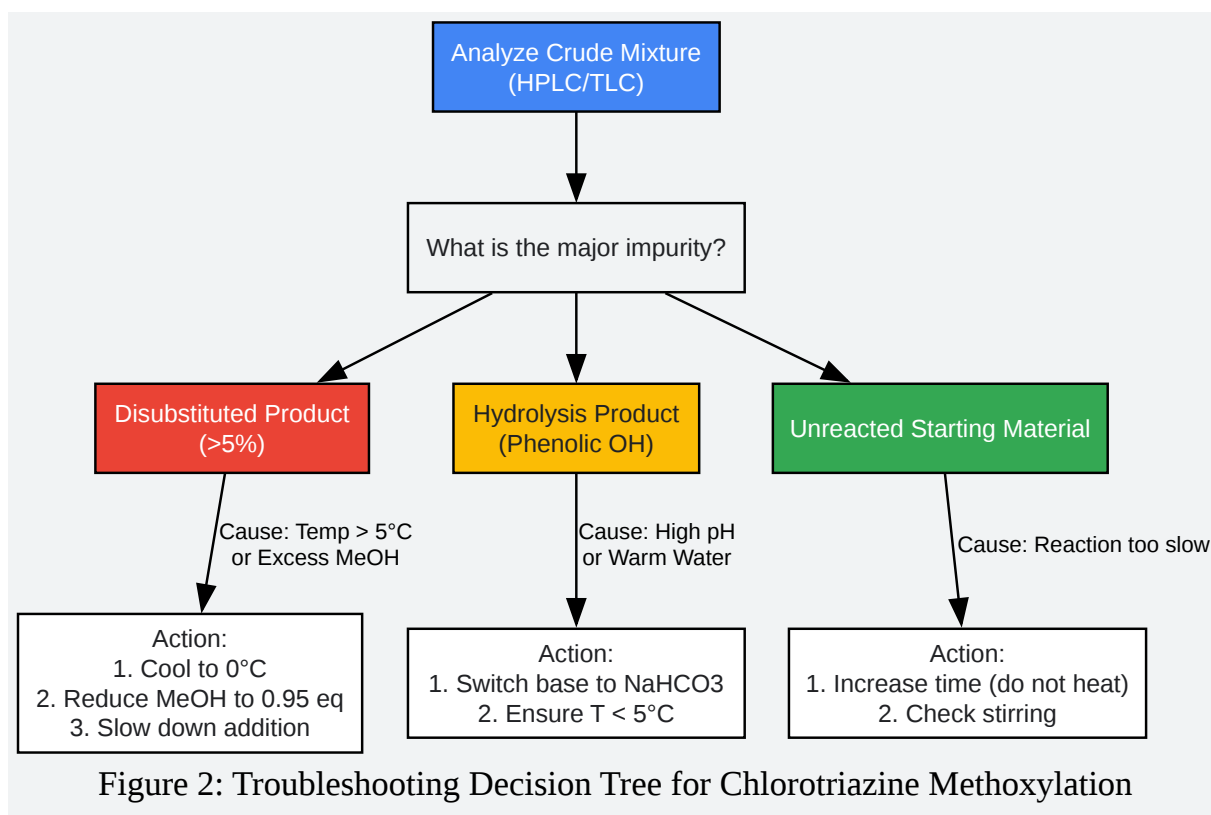 Analyze Crude Mixture
(HPLC/TLC)
What is the major impurity?
Disubstituted Product
(>5%)
Hydrolysis Product
(Phenolic OH)
Unreacted Starting Material
Cause: Temp > 5°C
or Excess MeOH
Cause: High pH
or Warm Water
Cause: Reaction too slow
Action:
1. Cool to 0°C
2. Reduce MeOH to 0.95 eq
3. Slow down addition
Action:
1. Switch base to NaHCO3
2. Ensure T < 5°C
Action:
1. Increase time (do not heat)
2. Check stirring
Figure 2: Troubleshooting Decision Tree for Chlorotriazine Methoxylation